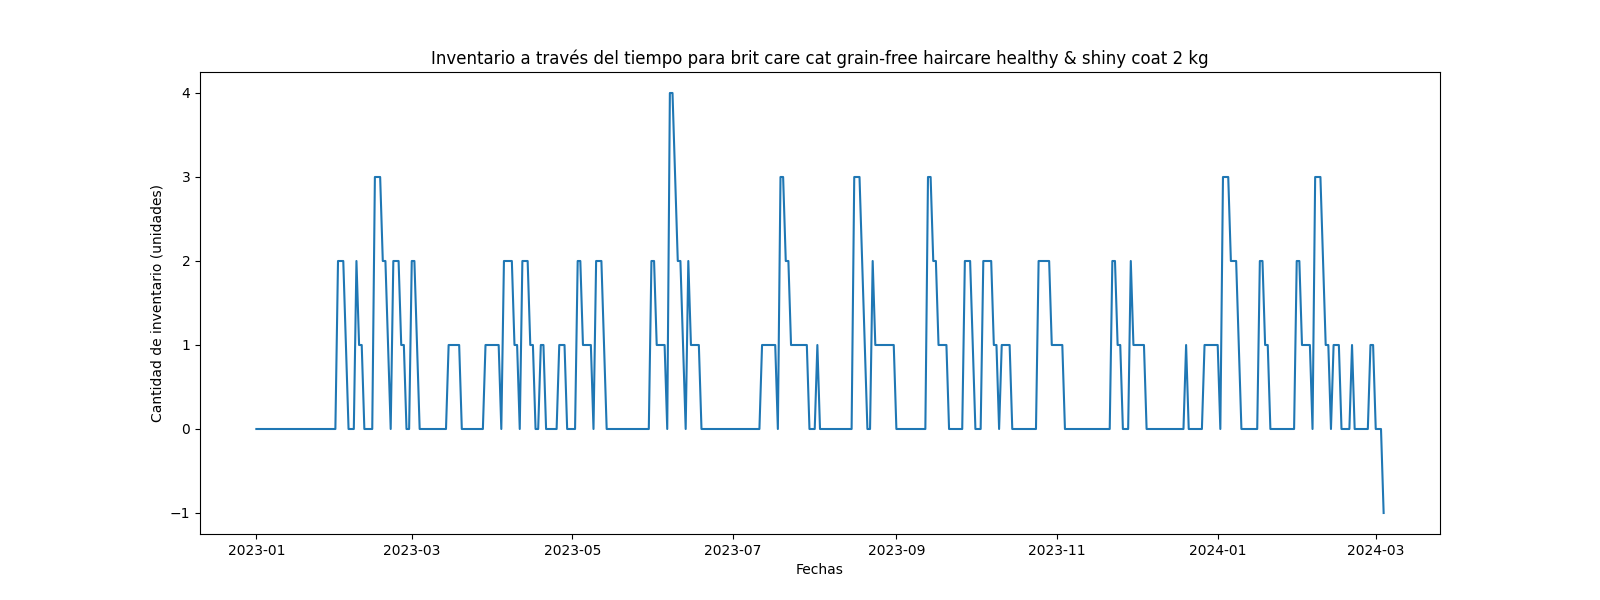 Inventario a través del tiempo para brit care cat grain-free haircare healthy & shiny coat 2 kg
Cantidad de inventario (unidades)
4
3
2
1
0
−1
2023-01 2023-03 2023-05 2023-07 2023-09 2023-11 2024-01 2024-03
Fechas